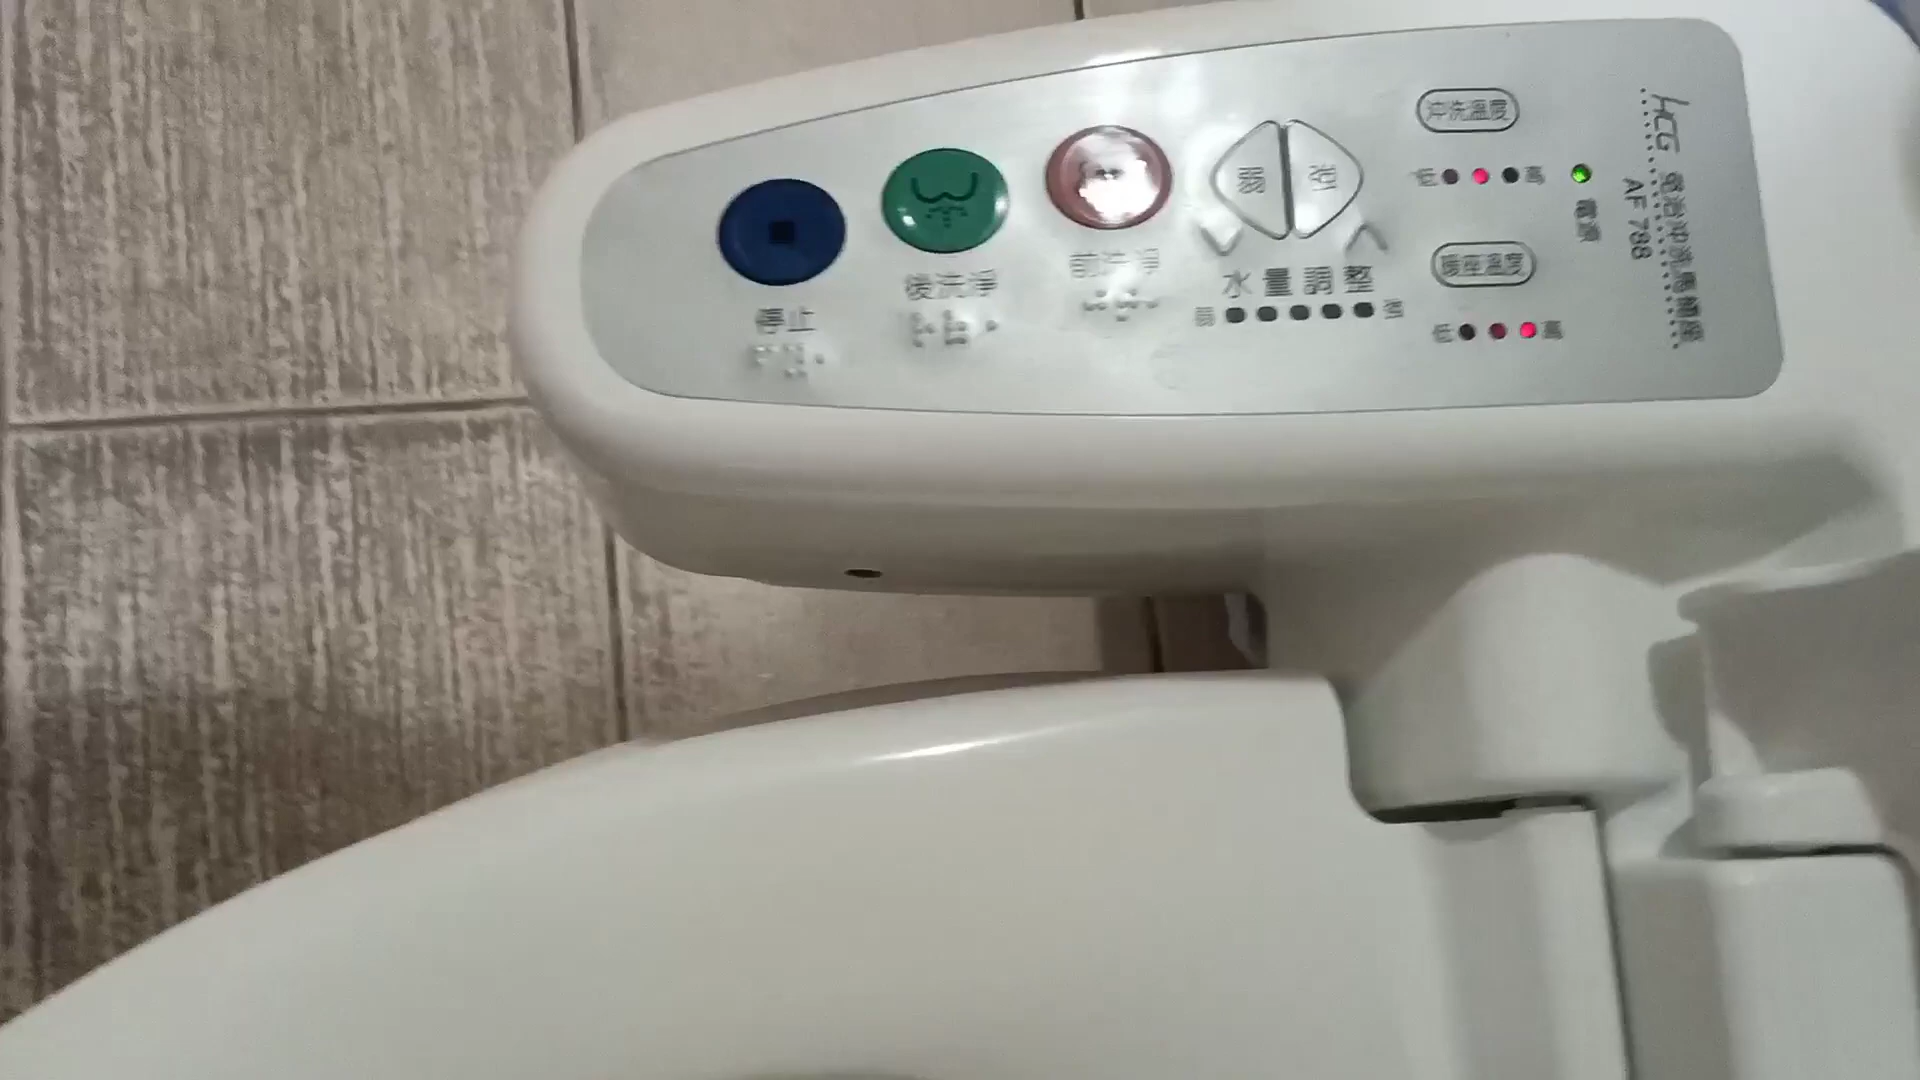 HCG
AF 788
沖洗溫度
低
高
電源
暖座溫度
低
高
弱
強
水量調整
弱
強
前洗淨
後洗淨
停止